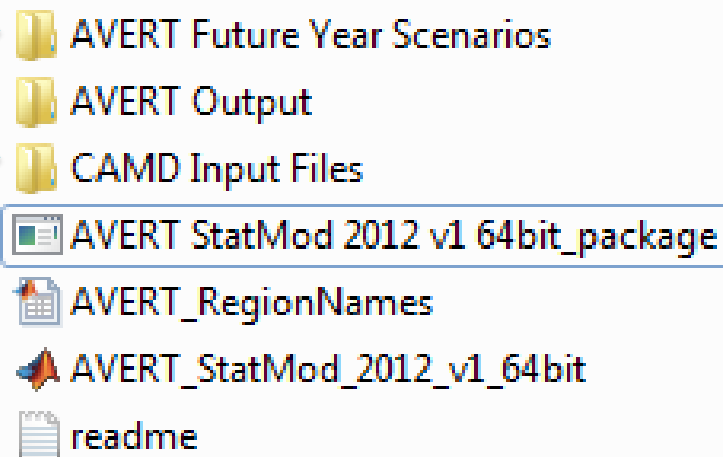 AVERT Future Year Scenarios
AVERT Output
CAMD Input Files
AVERT StatMod 2012 v1 64bit_package
AVERT_RegionNames
AVERT_StatMod_2012_v1_64bit
readme